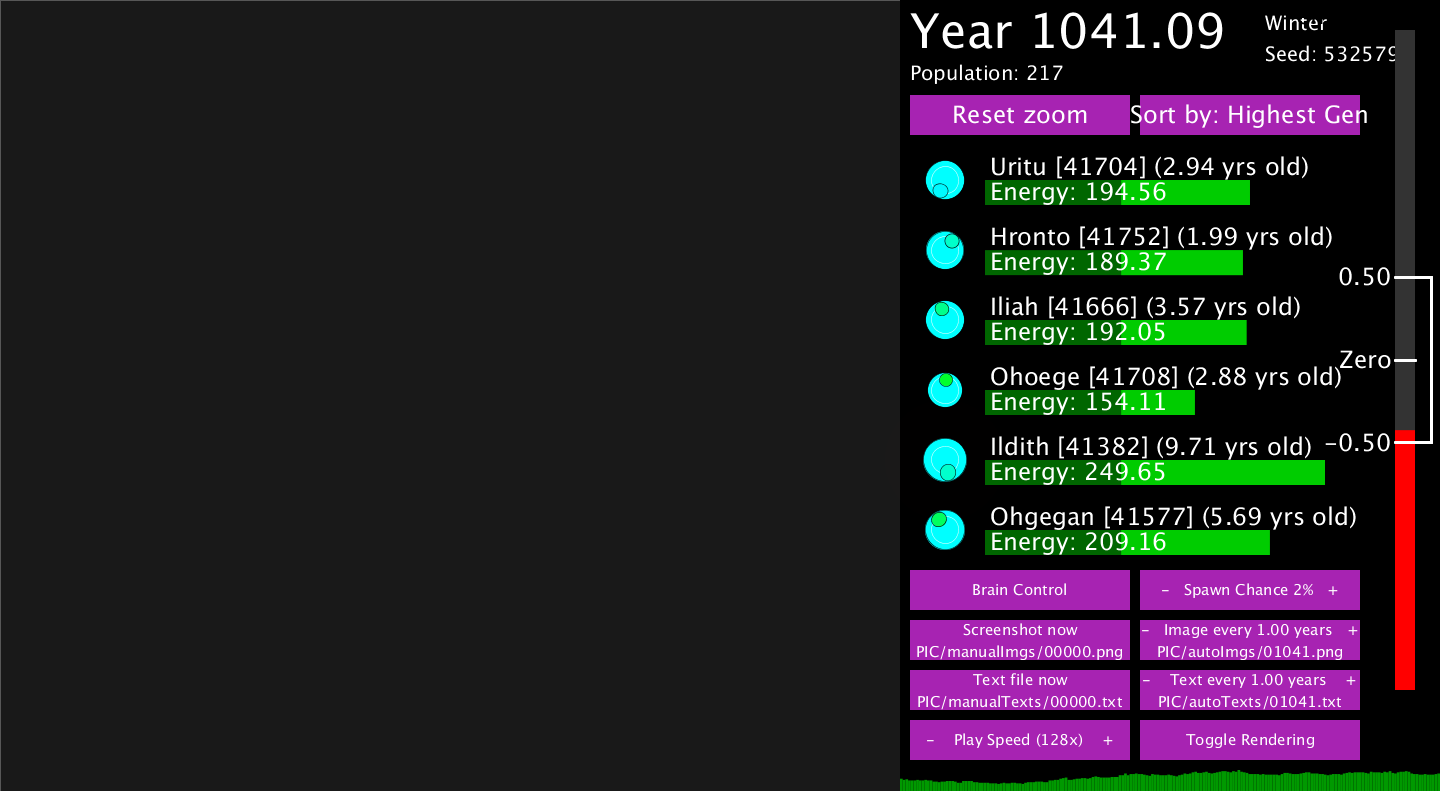 Year 1041.09
Winter
Seed: 532579
Population: 217
Reset zoom
Sort by: Highest Gen
Uritu [41704] (2.94 yrs old)
Energy: 194.56
Hronto [41752] (1.99 yrs old)
Energy: 189.37
0.50
Iliah [41666] (3.57 yrs old)
Energy: 192.05
Zero
Ohoege [41708] (2.88 yrs old)
Energy: 154.11
Ildith [41382] (9.71 yrs old)
-0.50
Energy: 249.65
Ohgegan [41577] (5.69 yrs old)
Energy: 209.16
Brain Control
- Spawn Chance 2% +
Screenshot now
PIC/manualImgs/00000.png
- Image every 1.00 years +
PIC/autoImgs/01041.png
Text file now
PIC/manualTexts/00000.txt
- Text every 1.00 years +
PIC/autoTexts/01041.txt
- Play Speed (128x) +
Toggle Rendering